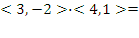 < 3, −2 > ∙ < 4,1 > =